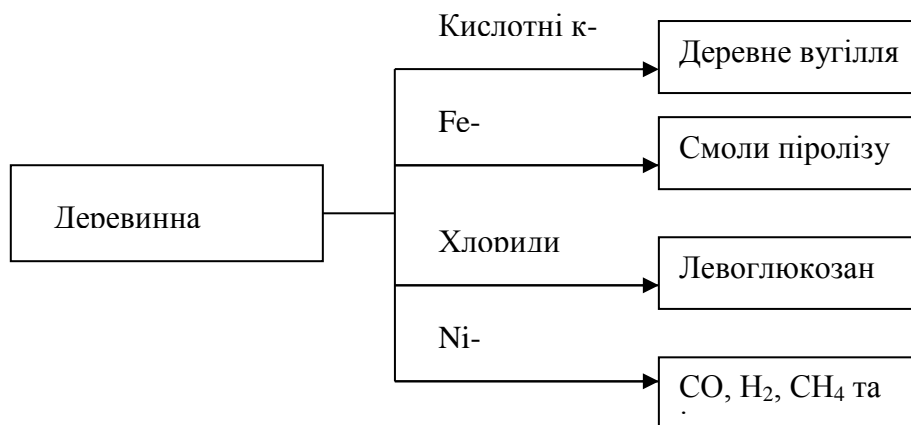 Кислотні к-
Деревне вугілля
Fe-
Смоли піролізу
Деревинна
Хлориди
Левоглюкозан
Ni-
CO, H₂, CH₄ та